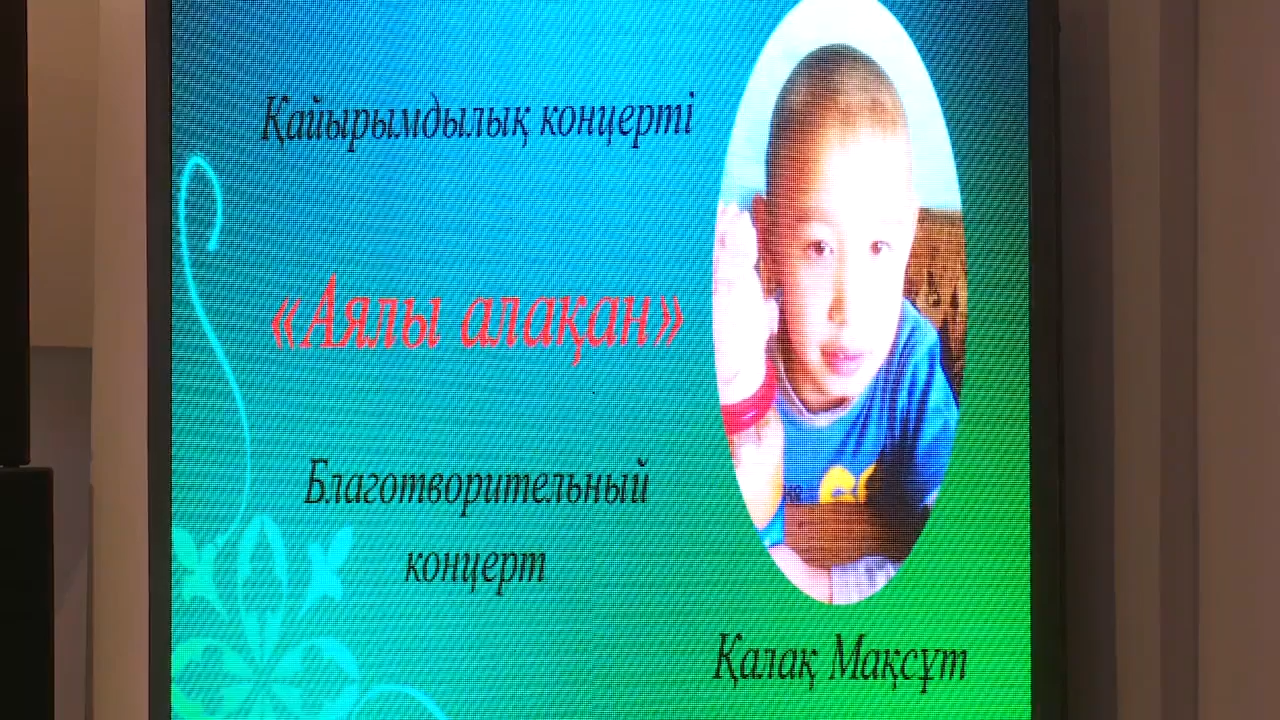 Қайырымдылық концерті
«Аялы алақан»
Благотворительный
концерт
Қалақ Мақсұт